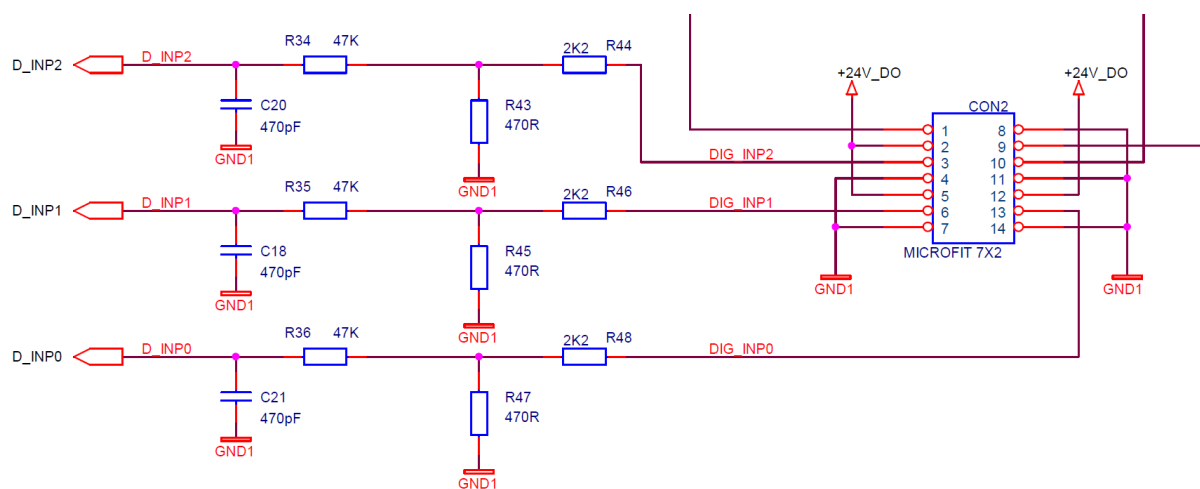 R34 47K
2K2 R44
D_INP2 D_INP2
C20
470pF
GND1
R43
470R
GND1
DIG_INP2
R35 47K
2K2 R46
D_INP1 D_INP1
C18
470pF
GND1
R45
470R
GND1
DIG_INP1
R36 47K
2K2 R48
D_INP0 D_INP0
C21
470pF
GND1
R47
470R
GND1
DIG_INP0
+24V_DO +24V_DO
CON2
1 8
2 9
3 10
4 11
5 12
6 13
7 14
MICROFIT 7X2
GND1 GND1